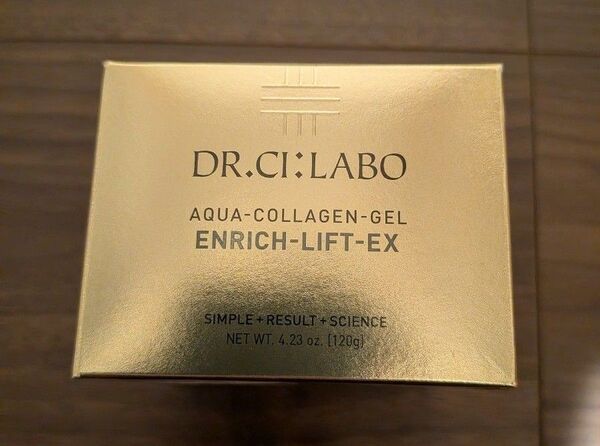 DR.CI:LABO
AQUA-COLLAGEN-GEL
ENRICH-LIFT-EX
SIMPLE+RESULT+SCIENCE
NET WT. 4.23 oz. [120g]